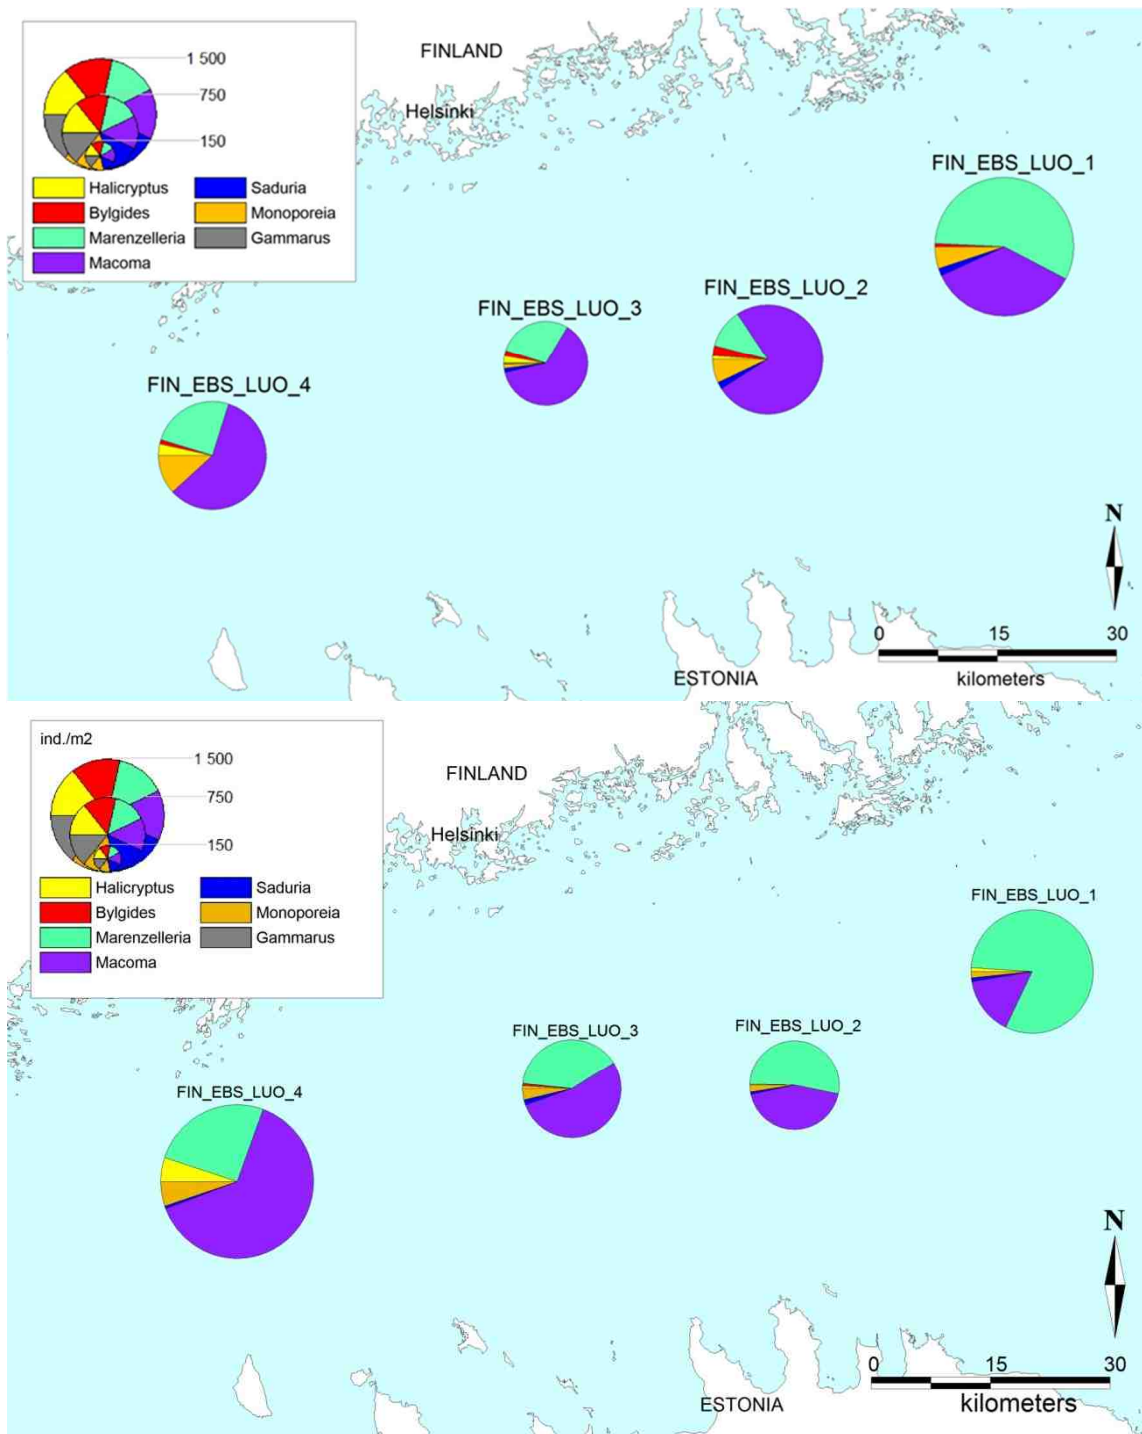 FINLAND
Helsinki
1 500
750
150
Halicryptus
Saduria
Bylgides
Monoporeia
Marenzelleria
Gammarus
Macoma
FIN_EBS_LUO_1
FIN_EBS_LUO_2
FIN_EBS_LUO_3
FIN_EBS_LUO_4
N
0 15 30
kilometers
ESTONIA
ind./m2
1 500
750
150
Halicryptus
Saduria
Bylgides
Monoporeia
Marenzelleria
Gammarus
Macoma
FINLAND
Helsinki
FIN_EBS_LUO_1
FIN_EBS_LUO_2
FIN_EBS_LUO_3
FIN_EBS_LUO_4
N
0 15 30
kilometers
ESTONIA